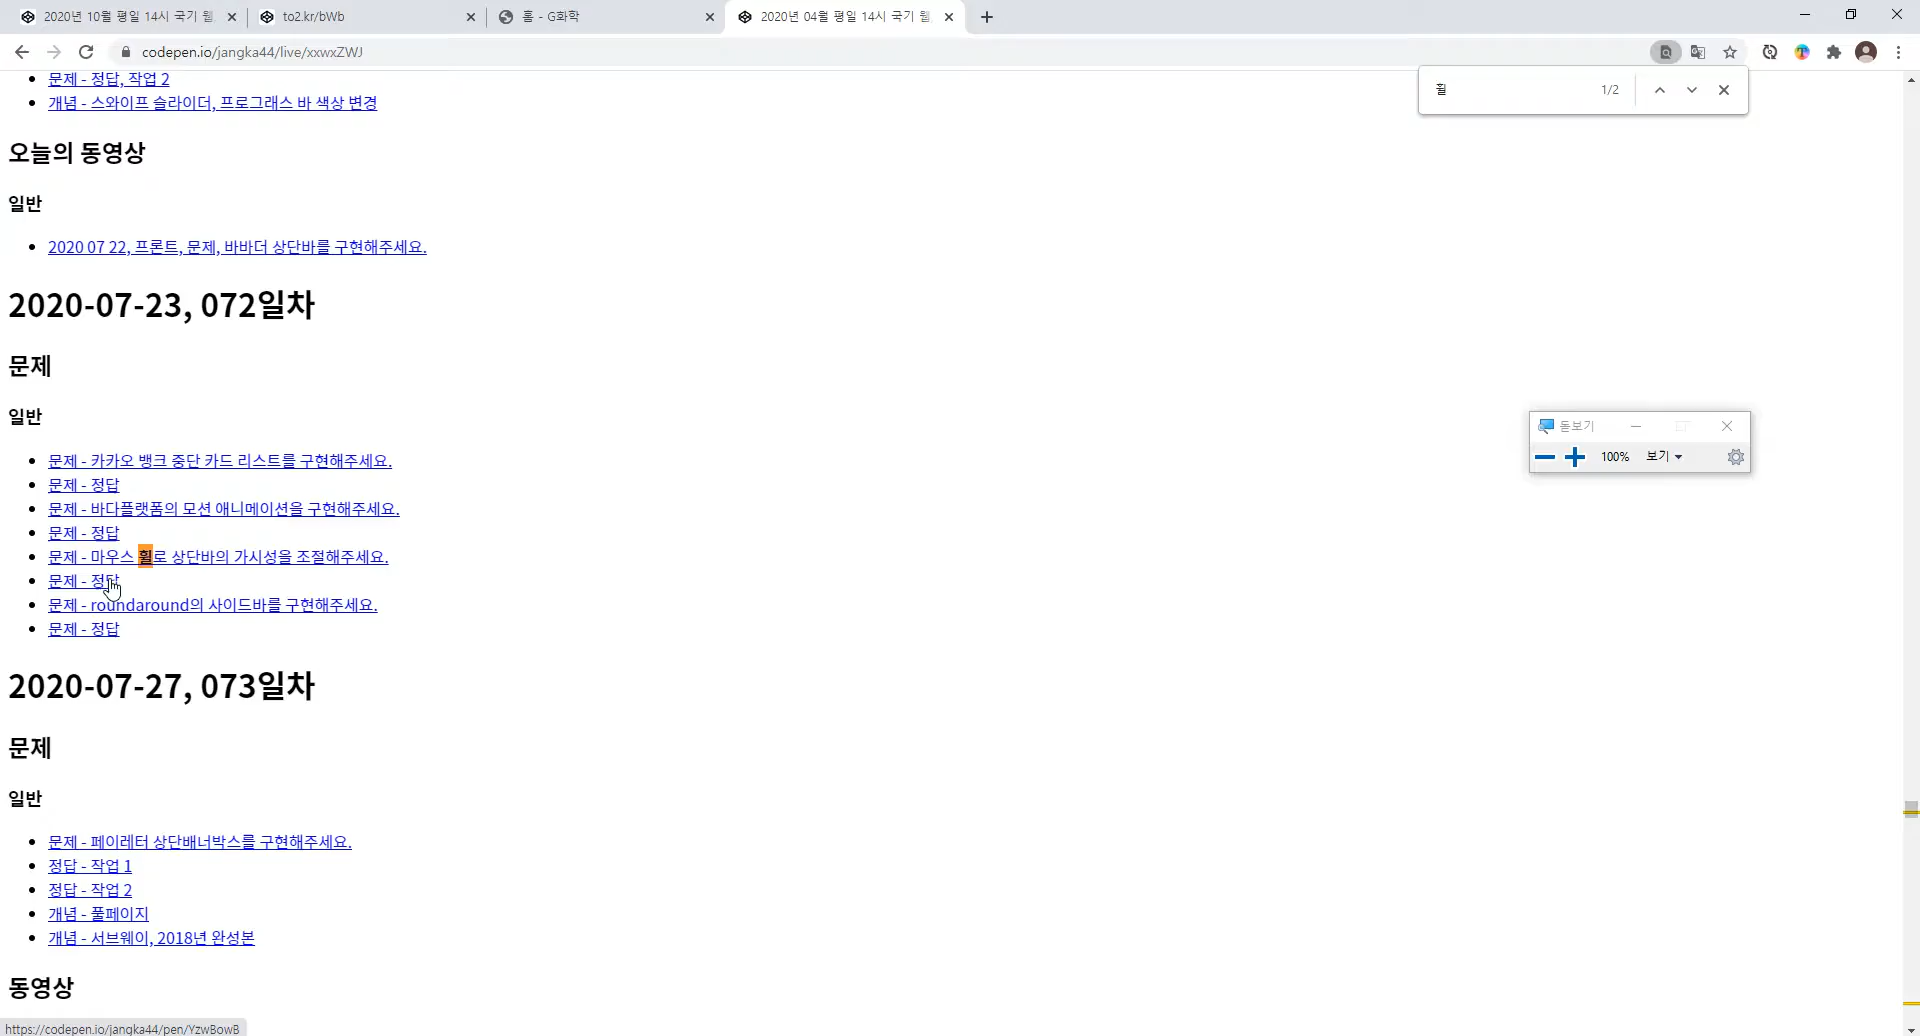 2020년 10월 평일 14시 국기 웹
to2.kr/bWb
홈 - G화학
2020년 04월 평일 14시 국기 웹
codepen.io/jangka44/live/xxwxZWJ
휠
1/2
문제 - 정답, 작업 2
개념 - 스와이프 슬라이더, 프로그래스 바 색상 변경
오늘의 동영상
일반
2020 07 22, 프론트, 문제, 바바더 상단바를 구현해주세요.
2020-07-23, 072일차
문제
일반
문제 - 카카오 뱅크 중단 카드 리스트를 구현해주세요.
문제 - 정답
문제 - 바다플랫폼의 모션 애니메이션을 구현해주세요.
문제 - 정답
문제 - 마우스 휠로 상단바의 가시성을 조절해주세요.
문제 - 정답
문제 - roundaround의 사이드바를 구현해주세요.
문제 - 정답
돋보기
100%
보기
2020-07-27, 073일차
문제
일반
문제 - 페이레터 상단배너박스를 구현해주세요.
정답 - 작업 1
정답 - 작업 2
개념 - 풀페이지
개념 - 서브웨이, 2018년 완성본
동영상
https://codepen.io/jangka44/pen/YzwBowB